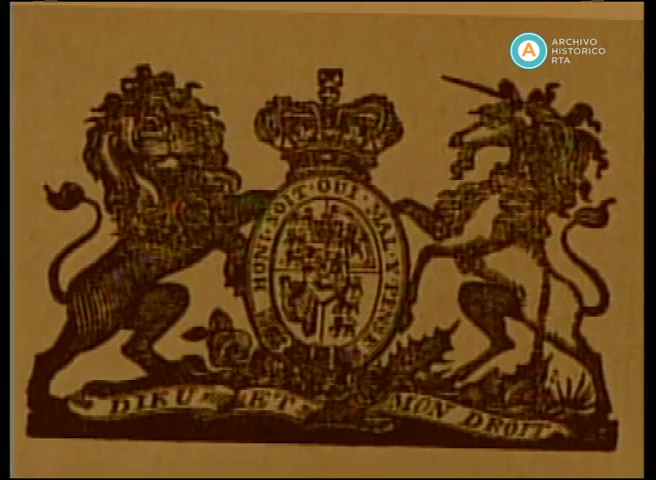 ARCHIVO
HISTÓRICO
RTA
HONI·SOIT·QUI·MAL·Y·PENSE
DIEU ET MON DROIT